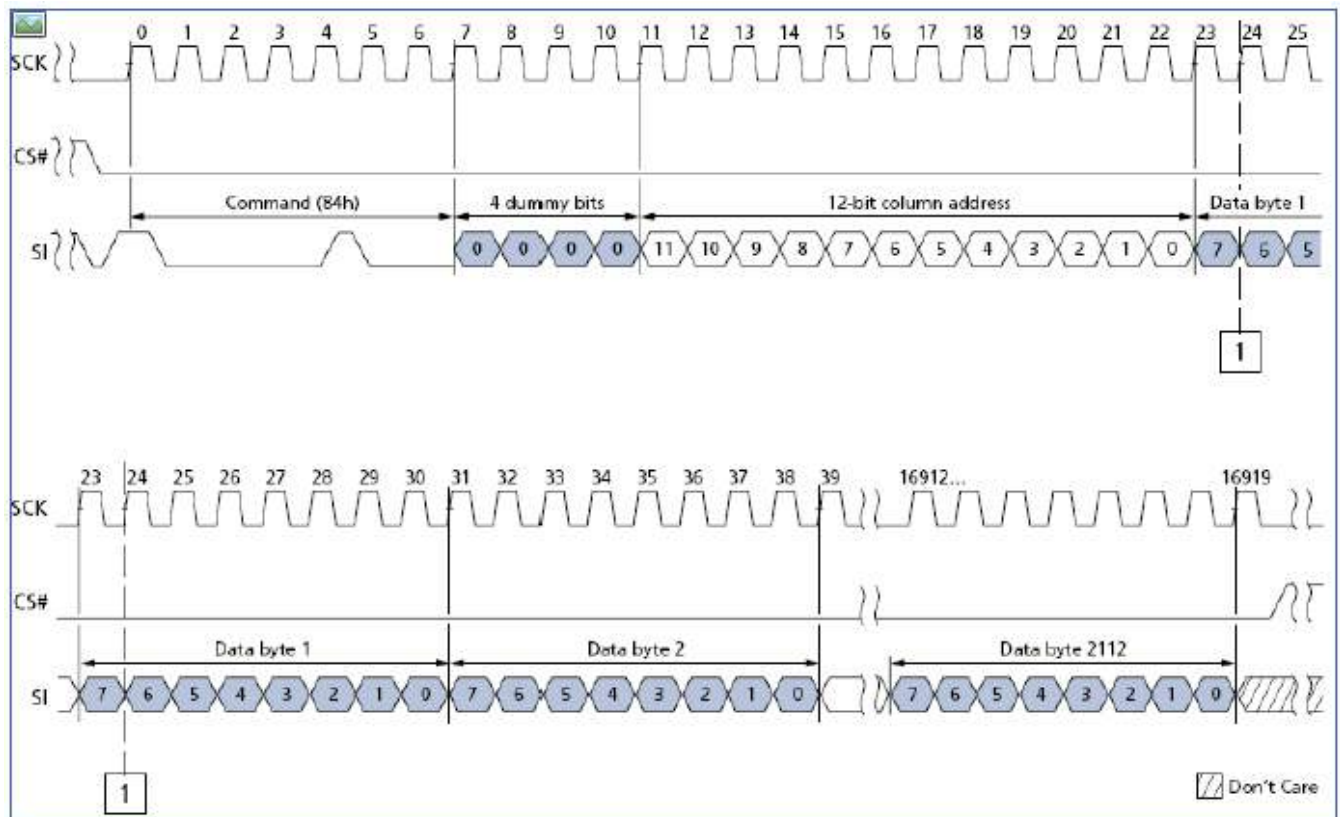 0 1 2 3 4 5 6 7 8 9 10 11 12 13 14 15 16 17 18 19 20 21 22 23 24 25
SCK
CS#
Command (84h) 4 dummy bits 12-bit column address Data byte 1
SI 0 0 0 0 11 10 9 8 7 6 5 4 3 2 1 0 7 6 5
1
23 24 25 26 27 28 29 30 31 32 33 34 35 36 37 38 39 16912... 16919
SCK
CS#
Data byte 1 Data byte 2 Data byte 2112
SI 7 6 5 4 3 2 1 0 7 6 5 4 3 2 1 0 7 6 5 4 3 2 1 0
1
Don't Care